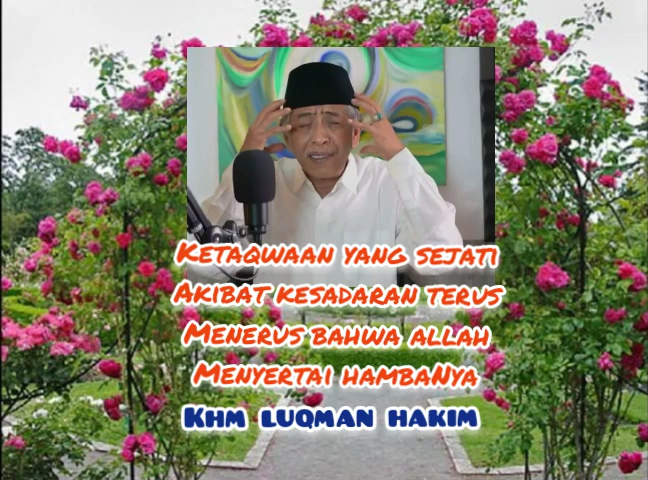 Ketaqwaan yang sejati
Akibat kesadaran terus
Menerus bahwa allah
Menyertai hambaNya
Khm luqman hakim